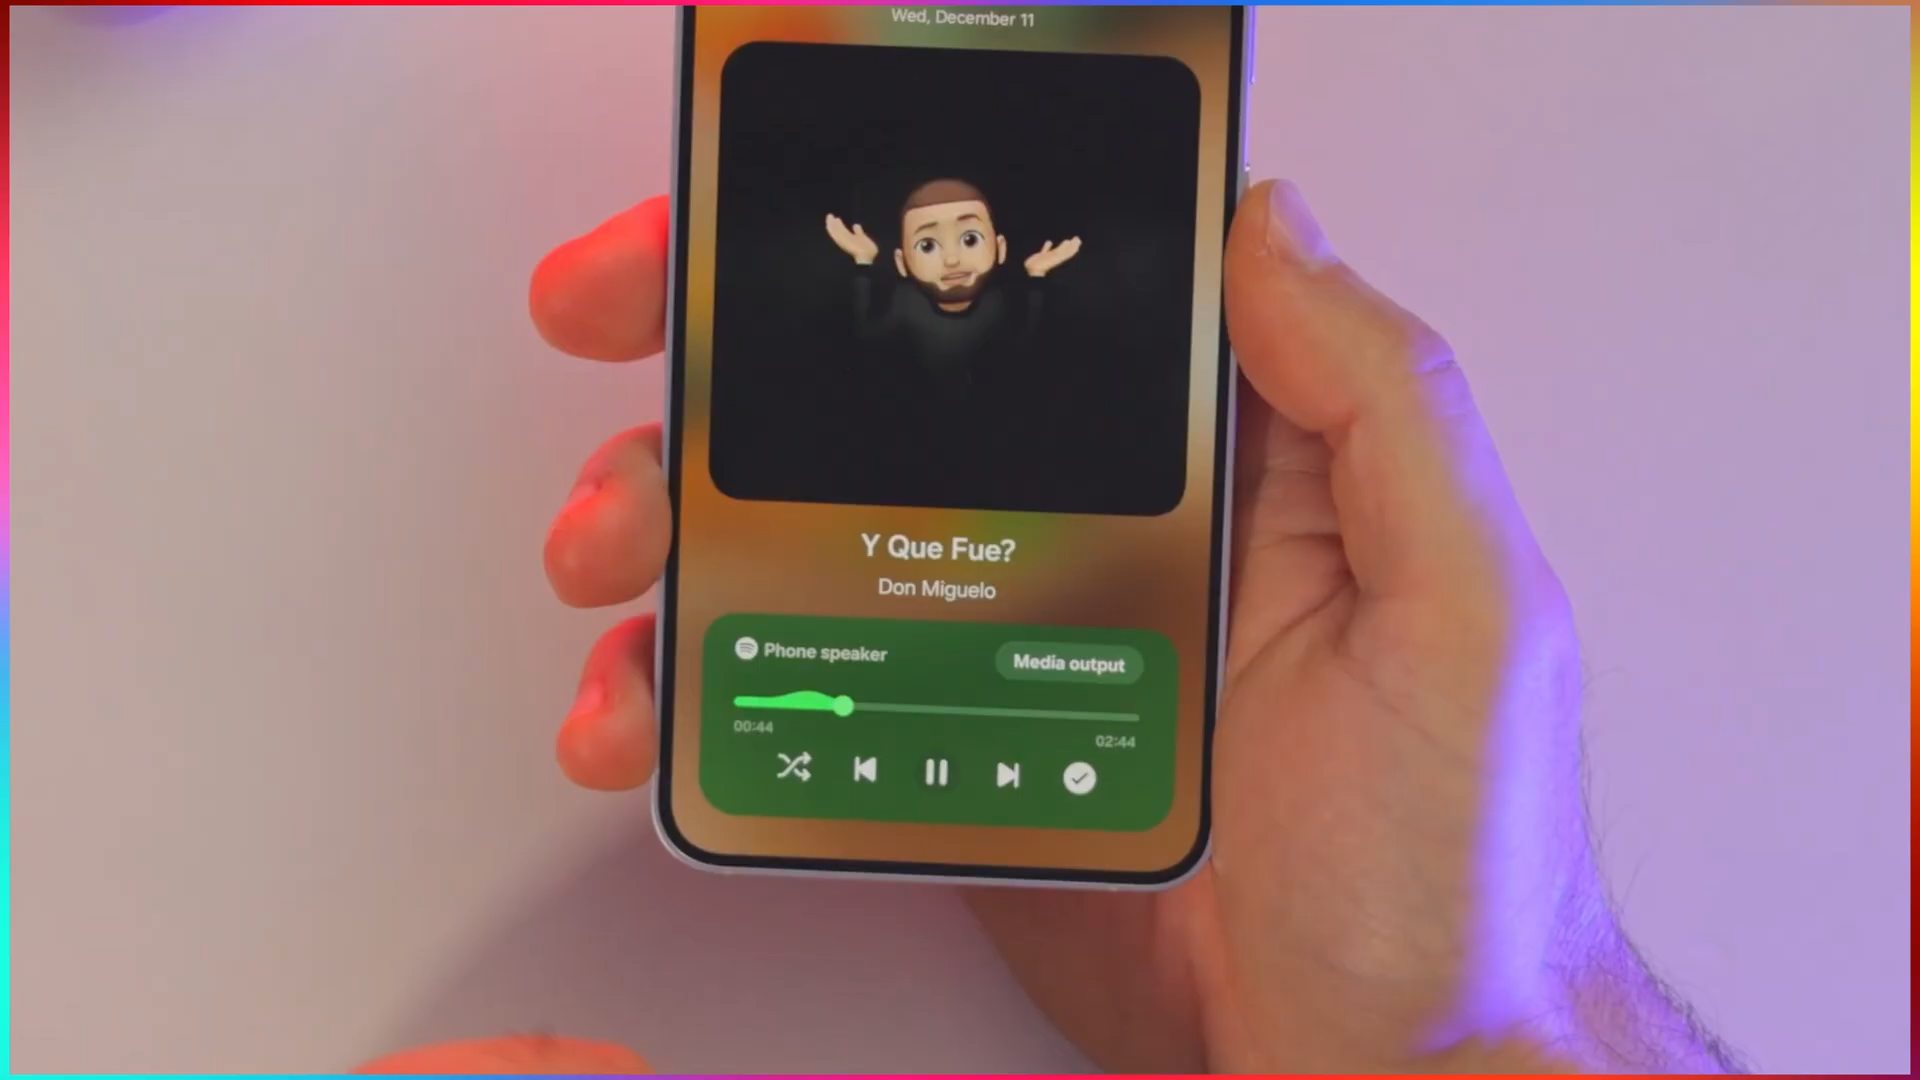 Wed, December 11
Y Que Fue?
Don Miguelo
Phone speaker
Media output
00:44
02:44